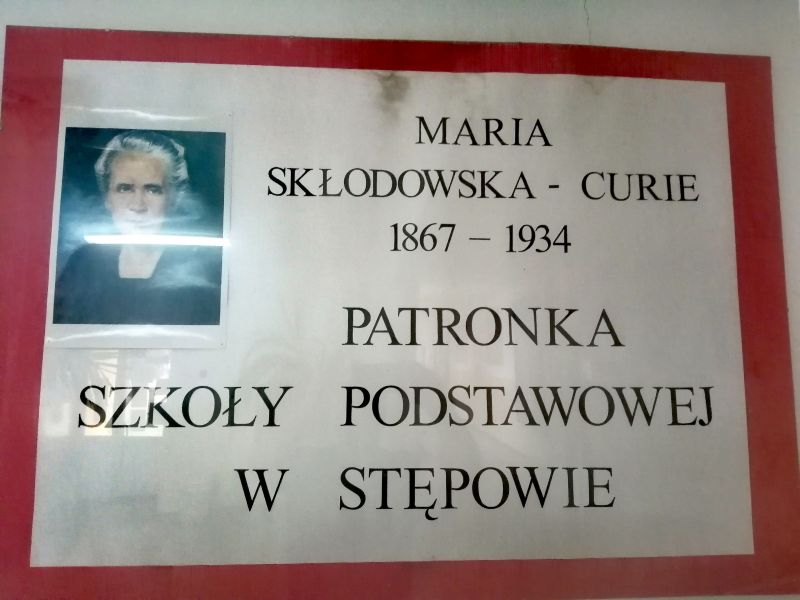 MARIA
SKŁODOWSKA - CURIE
1867 – 1934
PATRONKA
SZKOŁY PODSTAWOWEJ
W STĘPOWIE